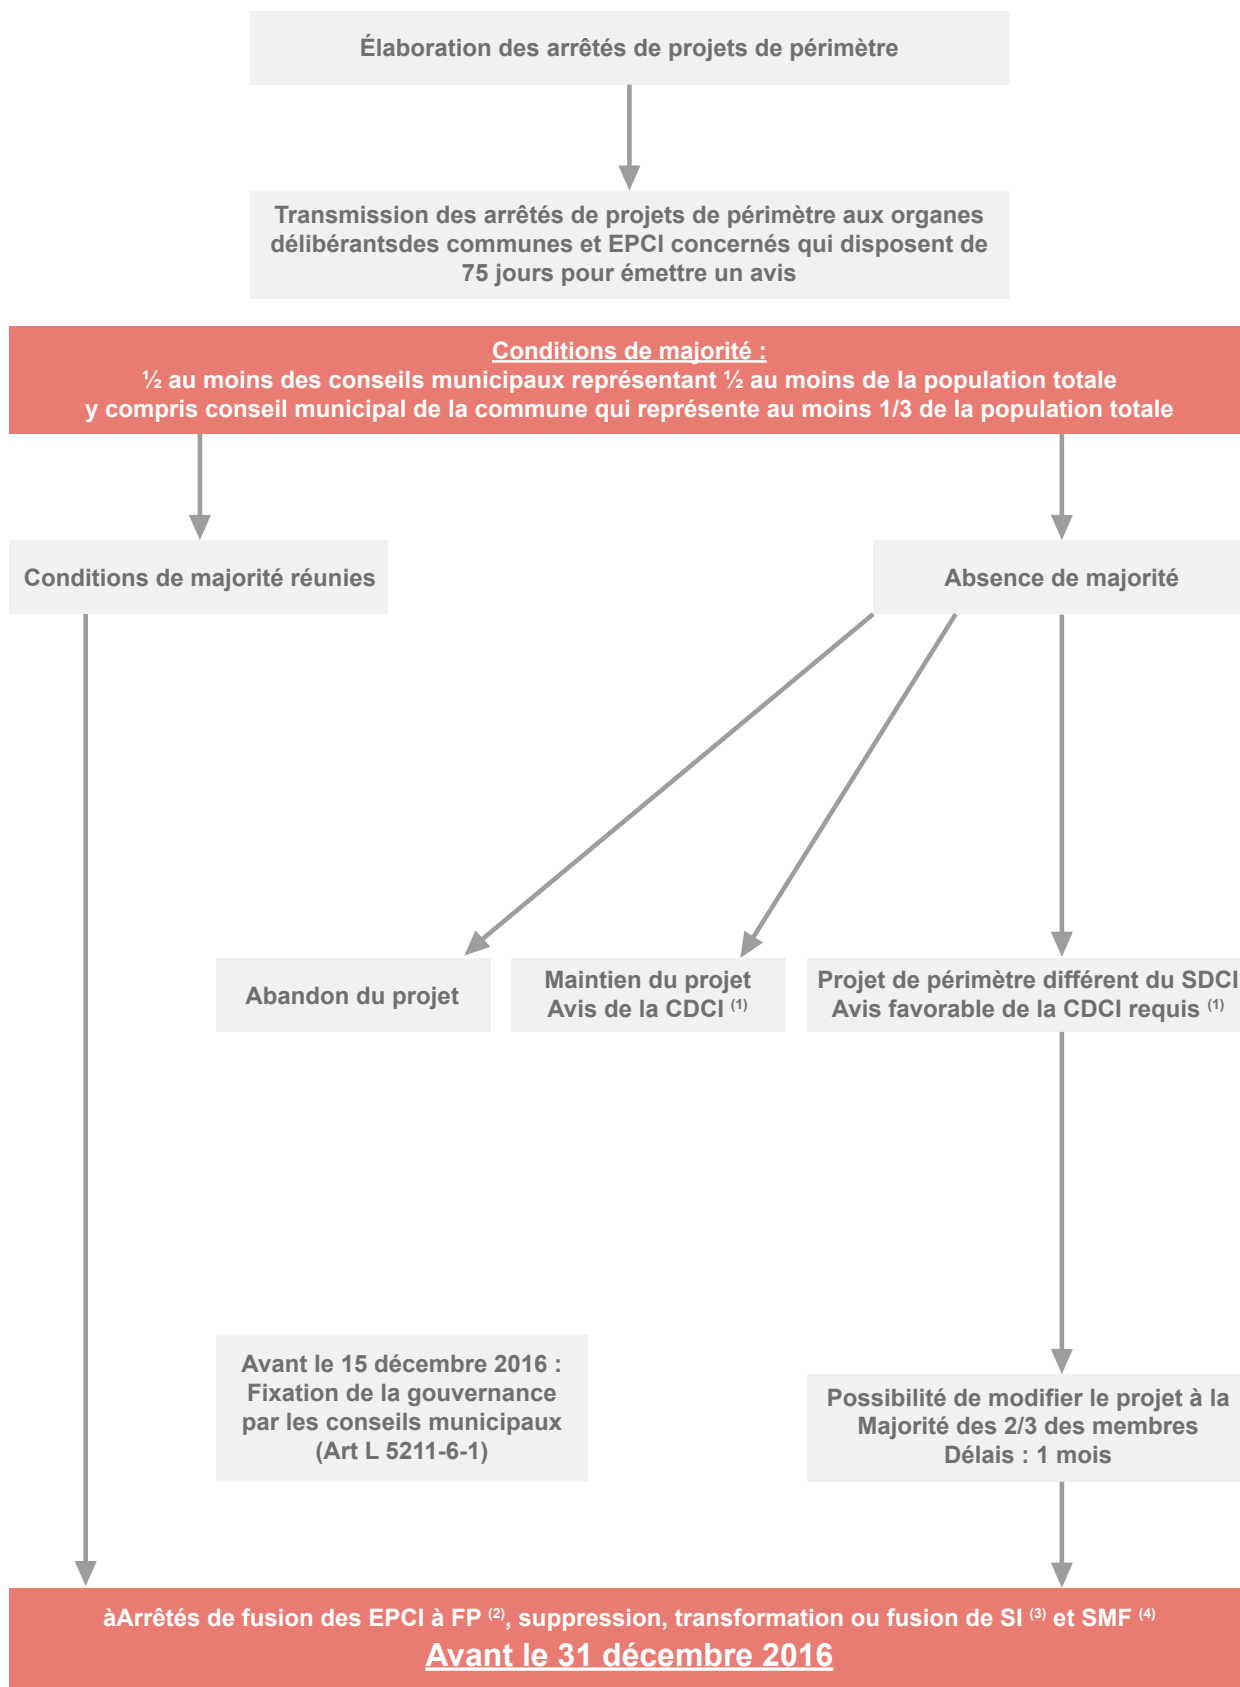 Élaboration des arrêtés de projets de périmètre
Transmission des arrêtés de projets de périmètre aux organes
délibérantsdes communes et EPCI concernés qui disposent de
75 jours pour émettre un avis
Conditions de majorité :
½ au moins des conseils municipaux représentant ½ au moins de la population totale
y compris conseil municipal de la commune qui représente au moins 1/3 de la population totale
Conditions de majorité réunies
Absence de majorité
Abandon du projet
Maintien du projet
Avis de la CDCI (1)
Projet de périmètre différent du SDCI
Avis favorable de la CDCI requis (1)
Avant le 15 décembre 2016 :
Fixation de la gouvernance
par les conseils municipaux
(Art L 5211-6-1)
Possibilité de modifier le projet à la
Majorité des 2/3 des membres
Délais : 1 mois
àArrêtés de fusion des EPCI à FP (2), suppression, transformation ou fusion de SI (3) et SMF (4)
Avant le 31 décembre 2016